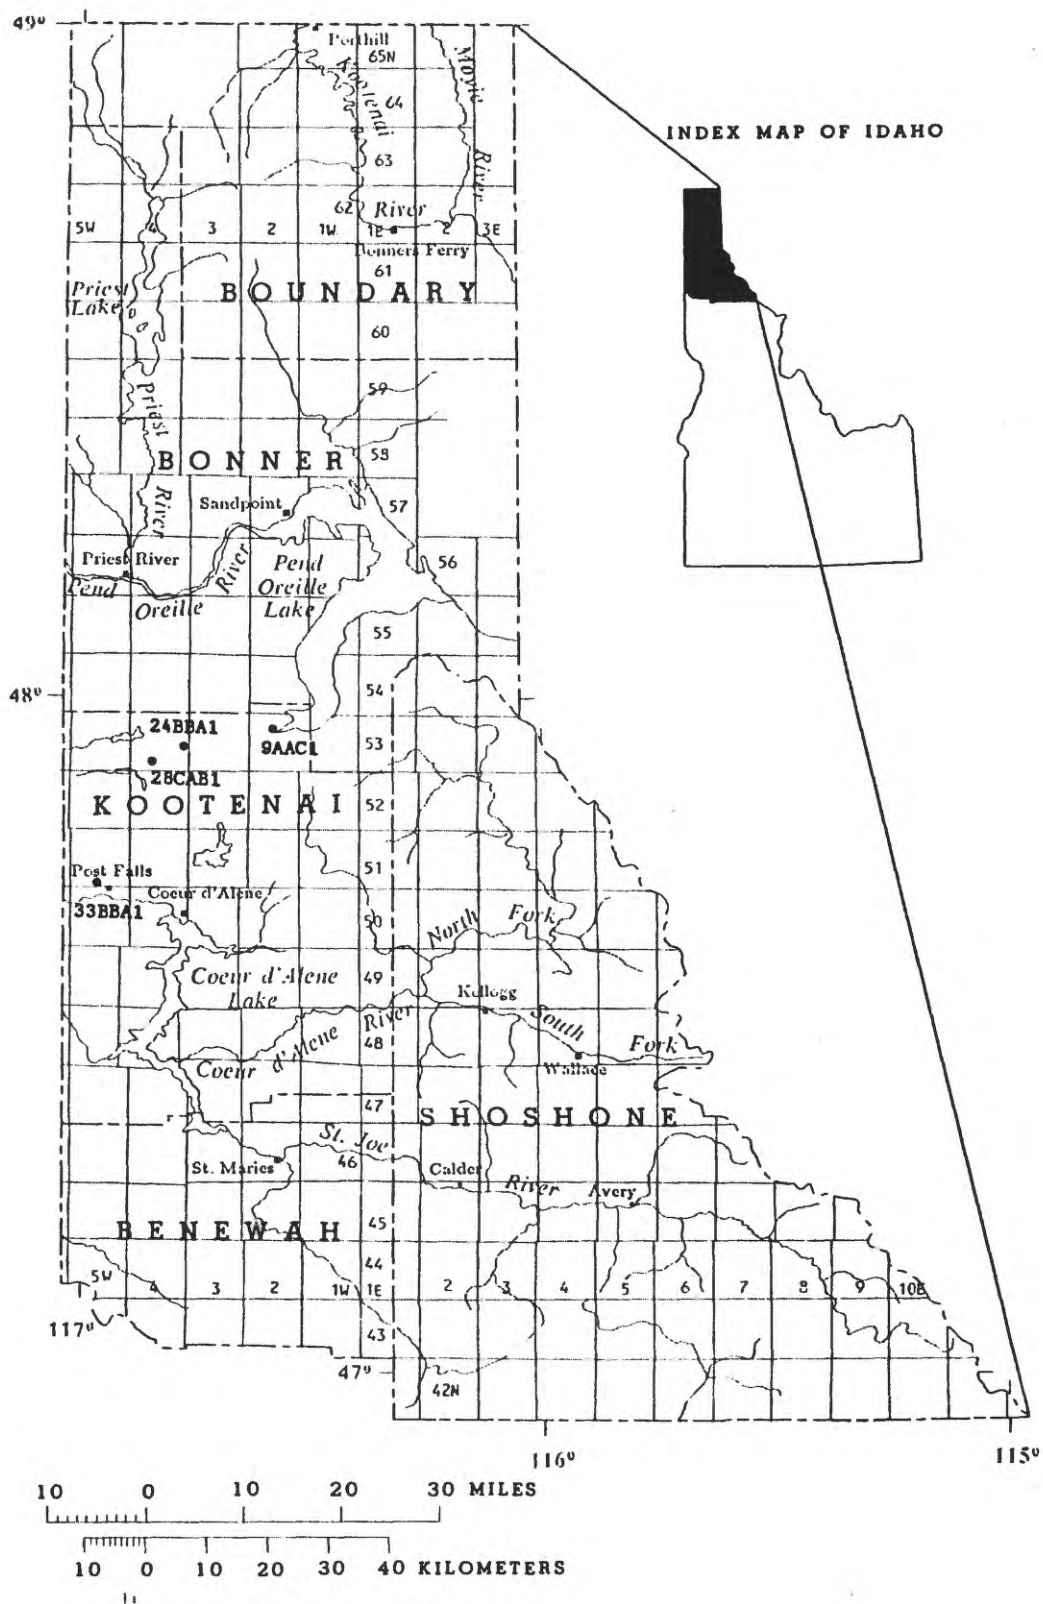 49°
Porthill
65N
Kootenai
Moyie
64
INDEX MAP OF IDAHO
63
River
62
River
5W 4 3 2 1W 1E 2 3E
Bonners Ferry
61
Priest
Lake
BOUNDARY
60
59
Priest
58
BONNER
Sandpoint
57
River
Priest River
River
Pend
Oreille
Lake
56
Pend
Oreille
55
54
48°
24BBA1
9AAC1
53
28CAB1
KOOTENAI
52
Post Falls
51
Coeur d'Alene
33BBA1
50
North
Fork
Coeur d'Alene
Lake
49
Kellogg
River
South
48
Fork
d'Alene
Coeur
Wallace
47
SHOSHONE
St. Joe
46
St. Maries
Calder
River
Avery
45
BENEWAH
44
5W 4 3 2 1W 1E 2 3 4 5 6 7 8 9 10E
43
117°
47°
42N
116°
115°
10 0 10 20 30 MILES
10 0 10 20 30 40 KILOMETERS